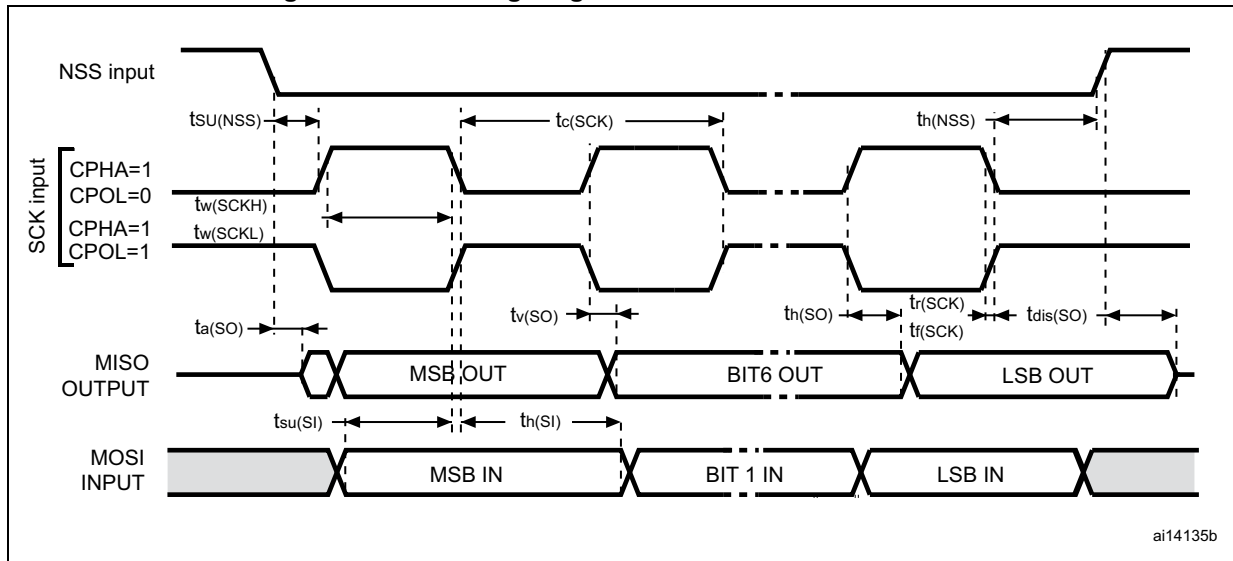 NSS input
tSU(NSS)
tc(SCK)
th(NSS)
SCK input
CPHA=1
CPOL=0
tw(SCKH)
CPHA=1
tw(SCKL)
CPOL=1
ta(SO)
tv(SO)
th(SO)
tr(SCK)
tf(SCK)
tdis(SO)
MISO
OUTPUT
MSB OUT
BIT6 OUT
LSB OUT
tsu(SI)
th(SI)
MOSI
INPUT
MSB IN
BIT 1 IN
LSB IN
ai14135b